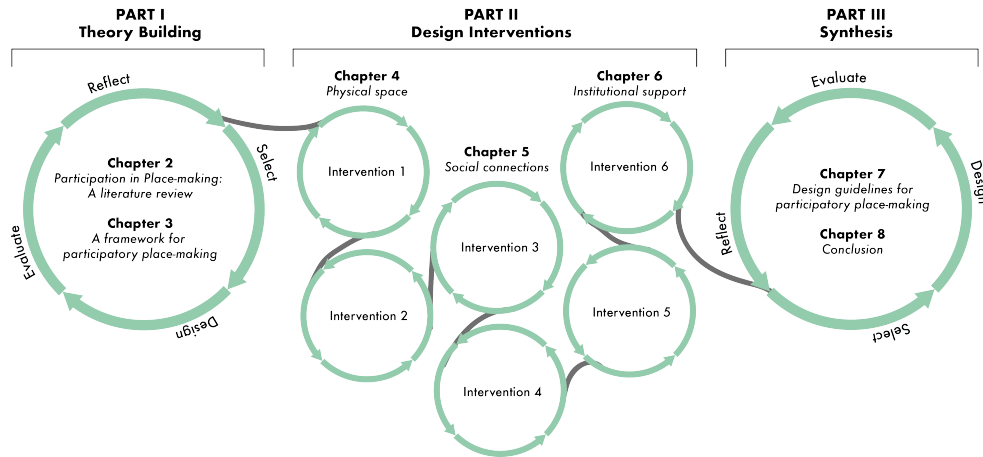 PART I
Theory Building
Reflect
Select
Chapter 2
Participation in Place-making:
A literature review
Chapter 3
A framework for
participatory place-making
Evaluate
Design
PART II
Design Interventions
Chapter 4
Physical space
Intervention 1
Intervention 2
Chapter 5
Social connections
Intervention 3
Intervention 4
Chapter 6
Institutional support
Intervention 6
Intervention 5
PART III
Synthesis
Evaluate
Design
Chapter 7
Design guidelines for
participatory place-making
Chapter 8
Conclusion
Reflect
Select